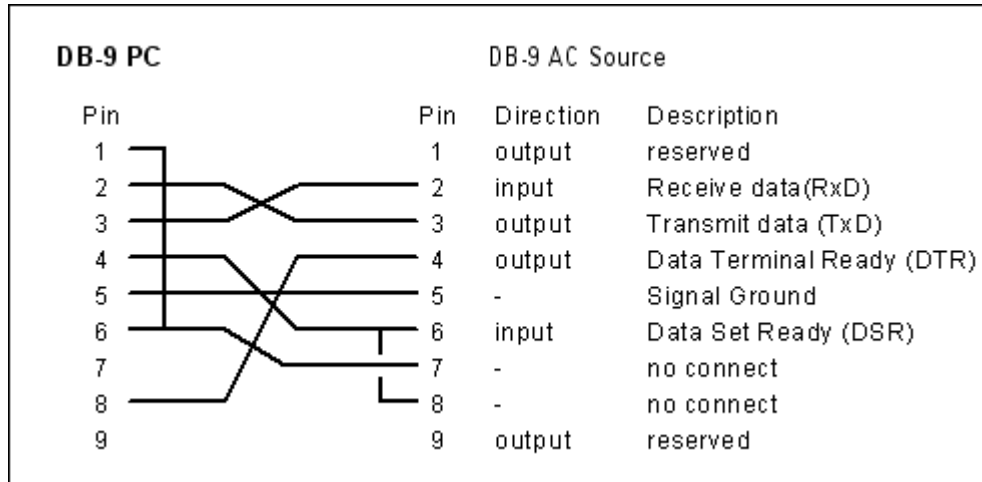 DB-9 PC DB-9 AC Source
Pin Pin Direction Description
1 1 output reserved
2 2 input Receive data(RxD)
3 3 output Transmit data (TxD)
4 4 output Data Terminal Ready (DTR)
5 5 - Signal Ground
6 6 input Data Set Ready (DSR)
7 7 - no connect
8 8 - no connect
9 9 output reserved